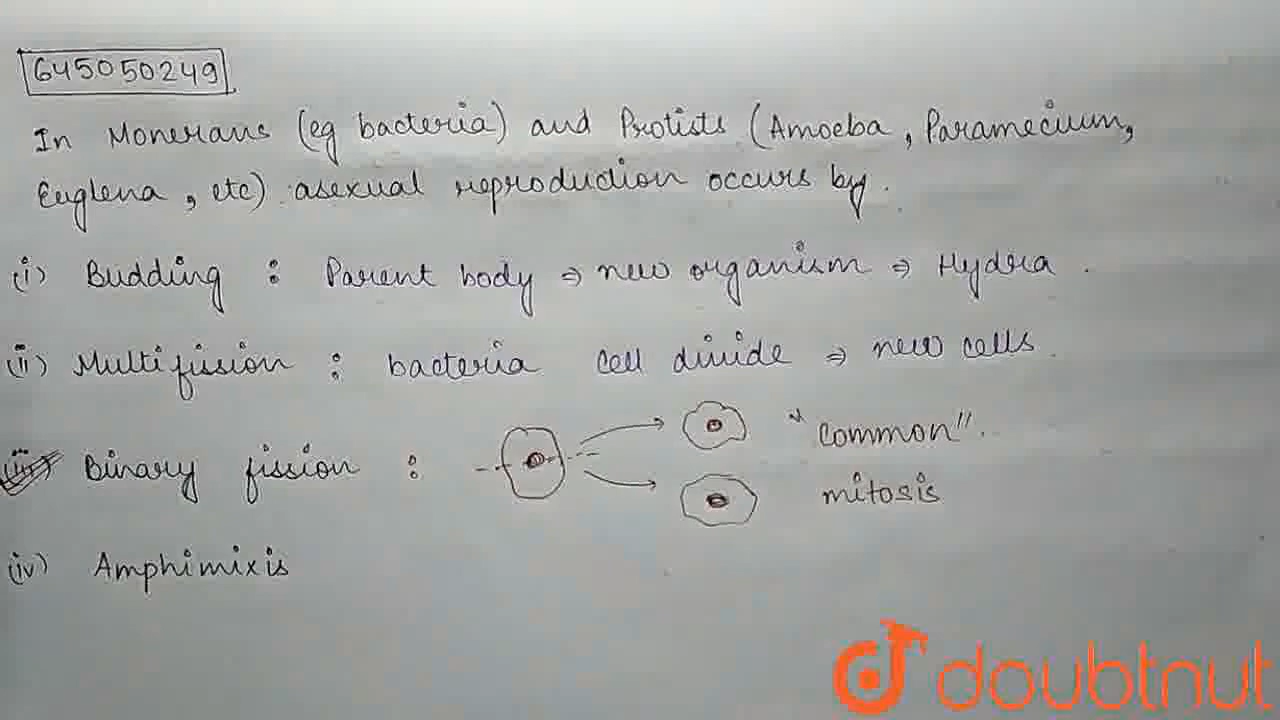 645050249
In Monerans (eg bacteria) and Protists (Amoeba, Paramecium,
Euglena, etc) asexual reproduction occurs by.
(i) Budding : Parent body ⇒ new organism ⇒ Hydra.
(ii) Multifission : bacteria cell divide ⇒ new cells.
(iii) Binary fission : "common".
mitosis
(iv) Amphimixis
doubtnut